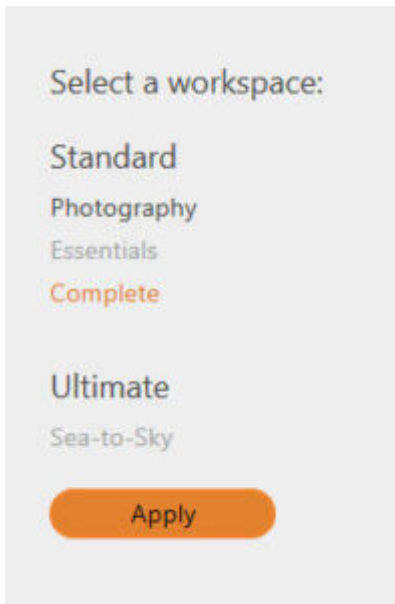 Select a workspace:
Standard
Photography
Essentials
Complete
Ultimate
Sea-to-Sky
Apply